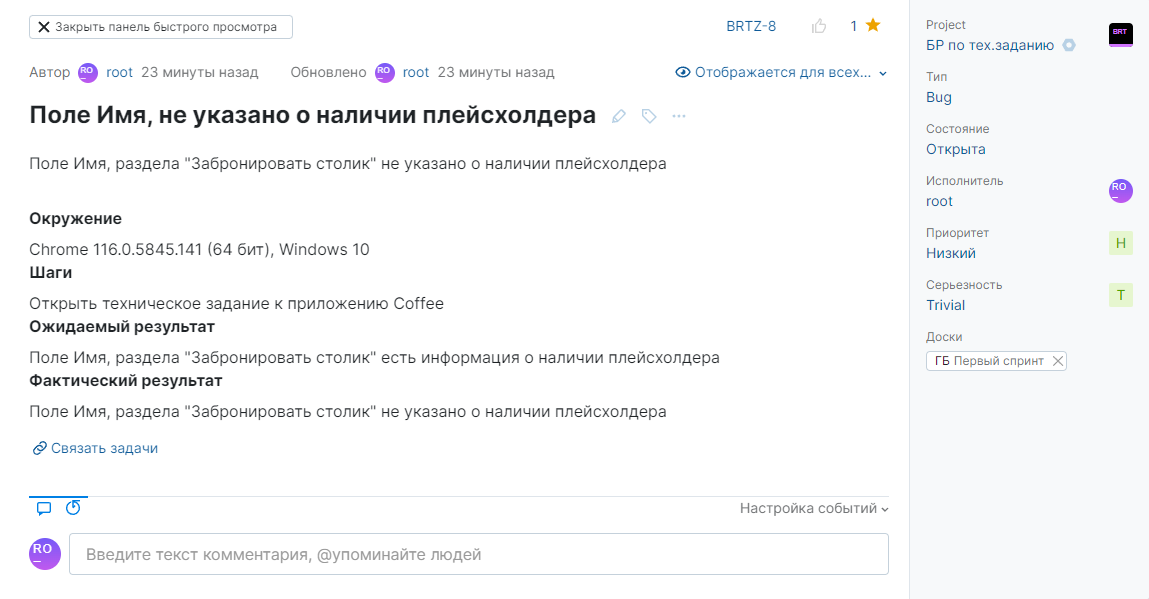 Закрыть панель быстрого просмотра
BRTZ-8
1
Автор RO root 23 минуты назад Обновлено RO root 23 минуты назад
Отображается для всех...
Поле Имя, не указано о наличии плейсхолдера
Поле Имя, раздела "Забронировать столик" не указано о наличии плейсхолдера
Окружение
Chrome 116.0.5845.141 (64 бит), Windows 10
Шаги
Открыть техническое задание к приложению Coffee
Ожидаемый результат
Поле Имя, раздела "Забронировать столик" есть информация о наличии плейсхолдера
Фактический результат
Поле Имя, раздела "Забронировать столик" не указано о наличии плейсхолдера
Связать задачи
Настройка событий
RO
Введите текст комментария, @упоминайте людей
Project
БР по тех.заданию
BRT
Тип
Bug
Состояние
Открыта
Исполнитель
root
RO
Приоритет
Низкий
Н
Серьезность
Trivial
T
Доски
ГБ Первый спринт